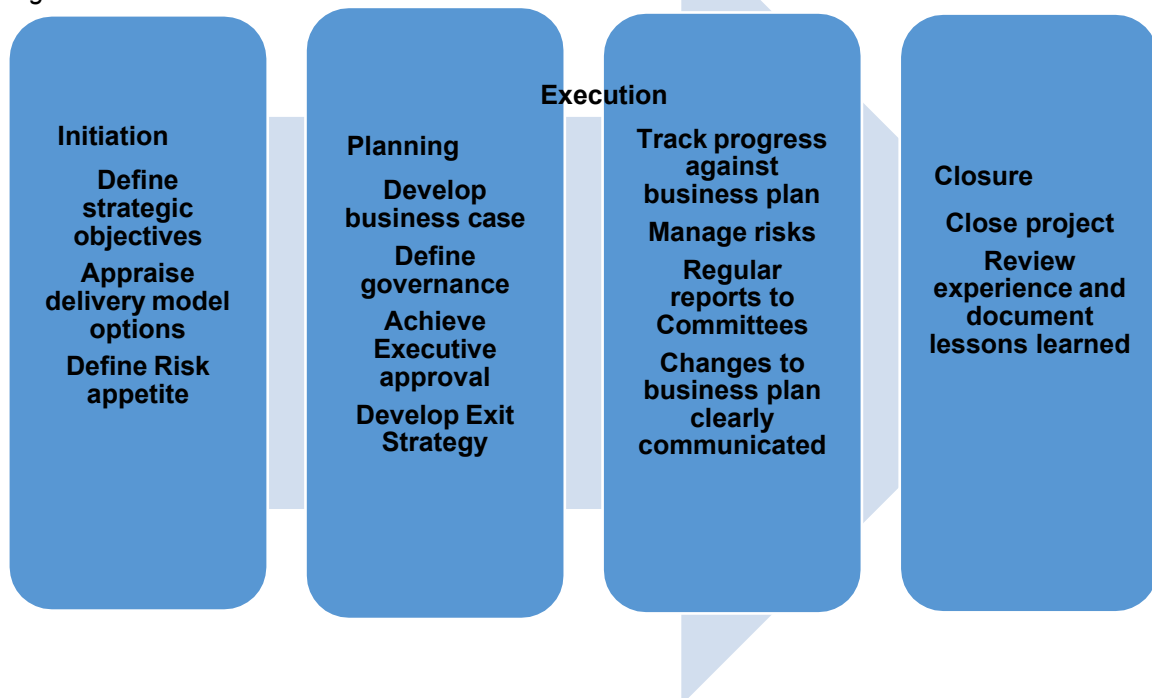 Initiation
Define
strategic
objectives
Appraise
delivery model
options
Define Risk
appetite
Planning
Develop
business case
Define
governance
Achieve
Executive
approval
Develop Exit
Strategy
Execution
Track progress
against
business plan
Manage risks
Regular
reports to
Committees
Changes to
business plan
clearly
communicated
Closure
Close project
Review
experience and
document
lessons learned